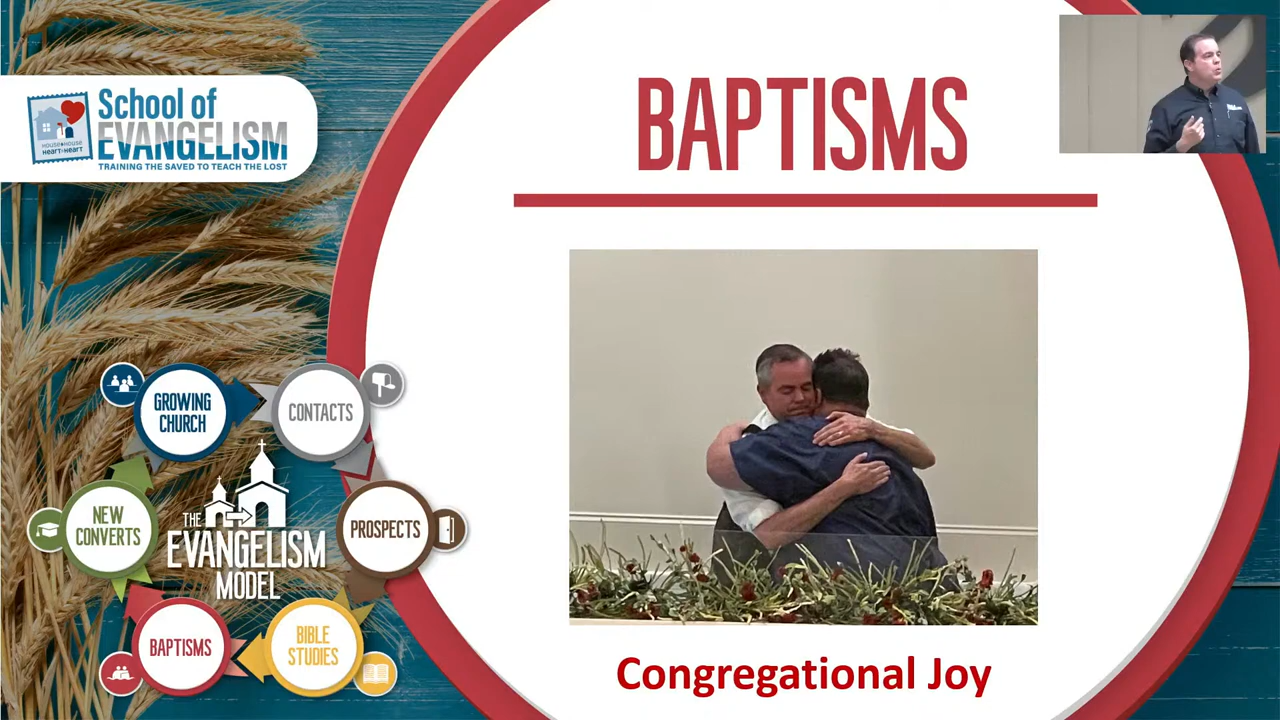 School of
EVANGELISM
TRAINING THE SAVED TO TEACH THE LOST
HOUSE TO HOUSE
HEART TO HEART
BAPTISMS
GROWING
CHURCH
CONTACTS
NEW
CONVERTS
THE
EVANGELISM
MODEL
PROSPECTS
BAPTISMS
BIBLE
STUDIES
Congregational Joy